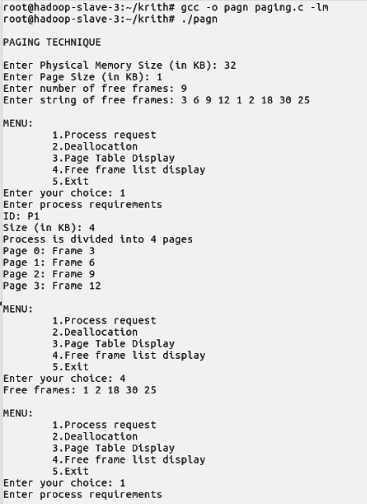 root@hadoop-slave-3:~/krith# gcc -o pagn paging.c -lm
root@hadoop-slave-3:~/krith# ./pagn
PAGING TECHNIQUE
Enter Physical Memory Size (in KB): 32
Enter Page Size (in KB): 1
Enter number of free frames: 9
Enter string of free frames: 3 6 9 12 1 2 18 30 25
MENU:
1.Process request
2.Deallocation
3.Page Table Display
4.Free frame list display
5.Exit
Enter your choice: 1
Enter process requirements
ID: P1
Size (in KB): 4
Process is divided into 4 pages
Page 0: Frame 3
Page 1: Frame 6
Page 2: Frame 9
Page 3: Frame 12
MENU:
1.Process request
2.Deallocation
3.Page Table Display
4.Free frame list display
5.Exit
Enter your choice: 4
Free frames: 1 2 18 30 25
MENU:
1.Process request
2.Deallocation
3.Page Table Display
4.Free frame list display
5.Exit
Enter your choice: 1
Enter process requirements